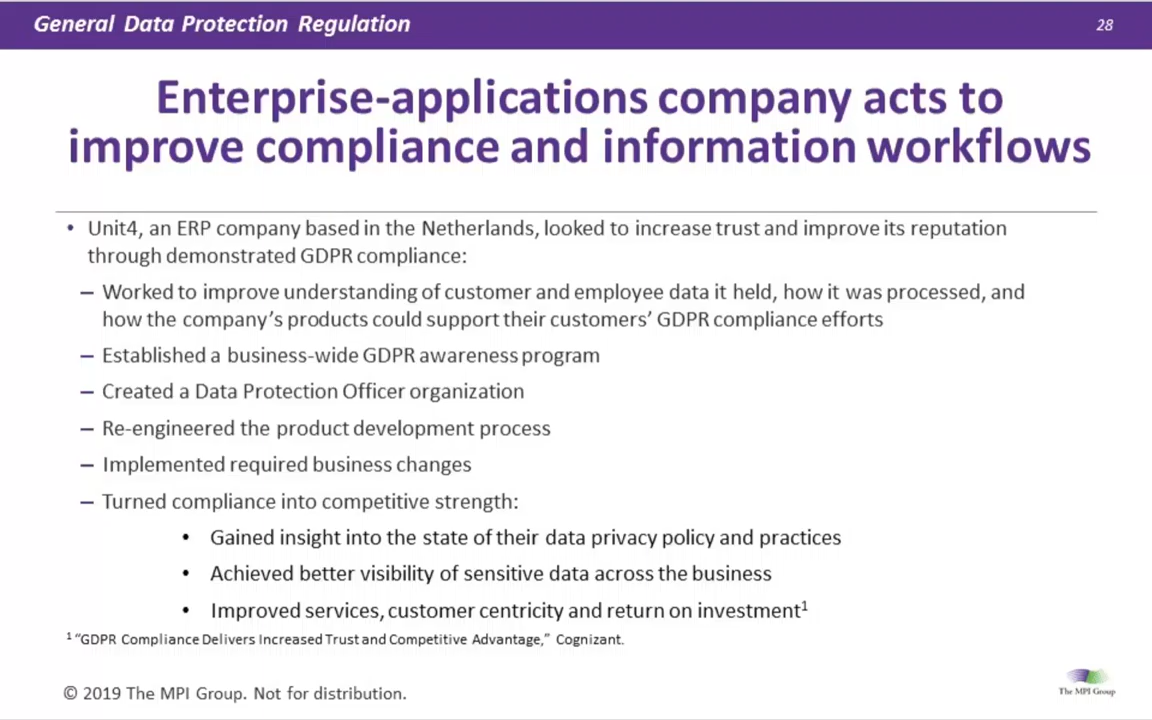 General Data Protection Regulation
28
Enterprise-applications company acts to
improve compliance and information workflows
• Unit4, an ERP company based in the Netherlands, looked to increase trust and improve its reputation
through demonstrated GDPR compliance:
– Worked to improve understanding of customer and employee data it held, how it was processed, and
how the company’s products could support their customers’ GDPR compliance efforts
– Established a business-wide GDPR awareness program
– Created a Data Protection Officer organization
– Re-engineered the product development process
– Implemented required business changes
– Turned compliance into competitive strength:
• Gained insight into the state of their data privacy policy and practices
• Achieved better visibility of sensitive data across the business
• Improved services, customer centricity and return on investment¹
¹ “GDPR Compliance Delivers Increased Trust and Competitive Advantage,” Cognizant.
© 2019 The MPI Group. Not for distribution.
The MPI Group